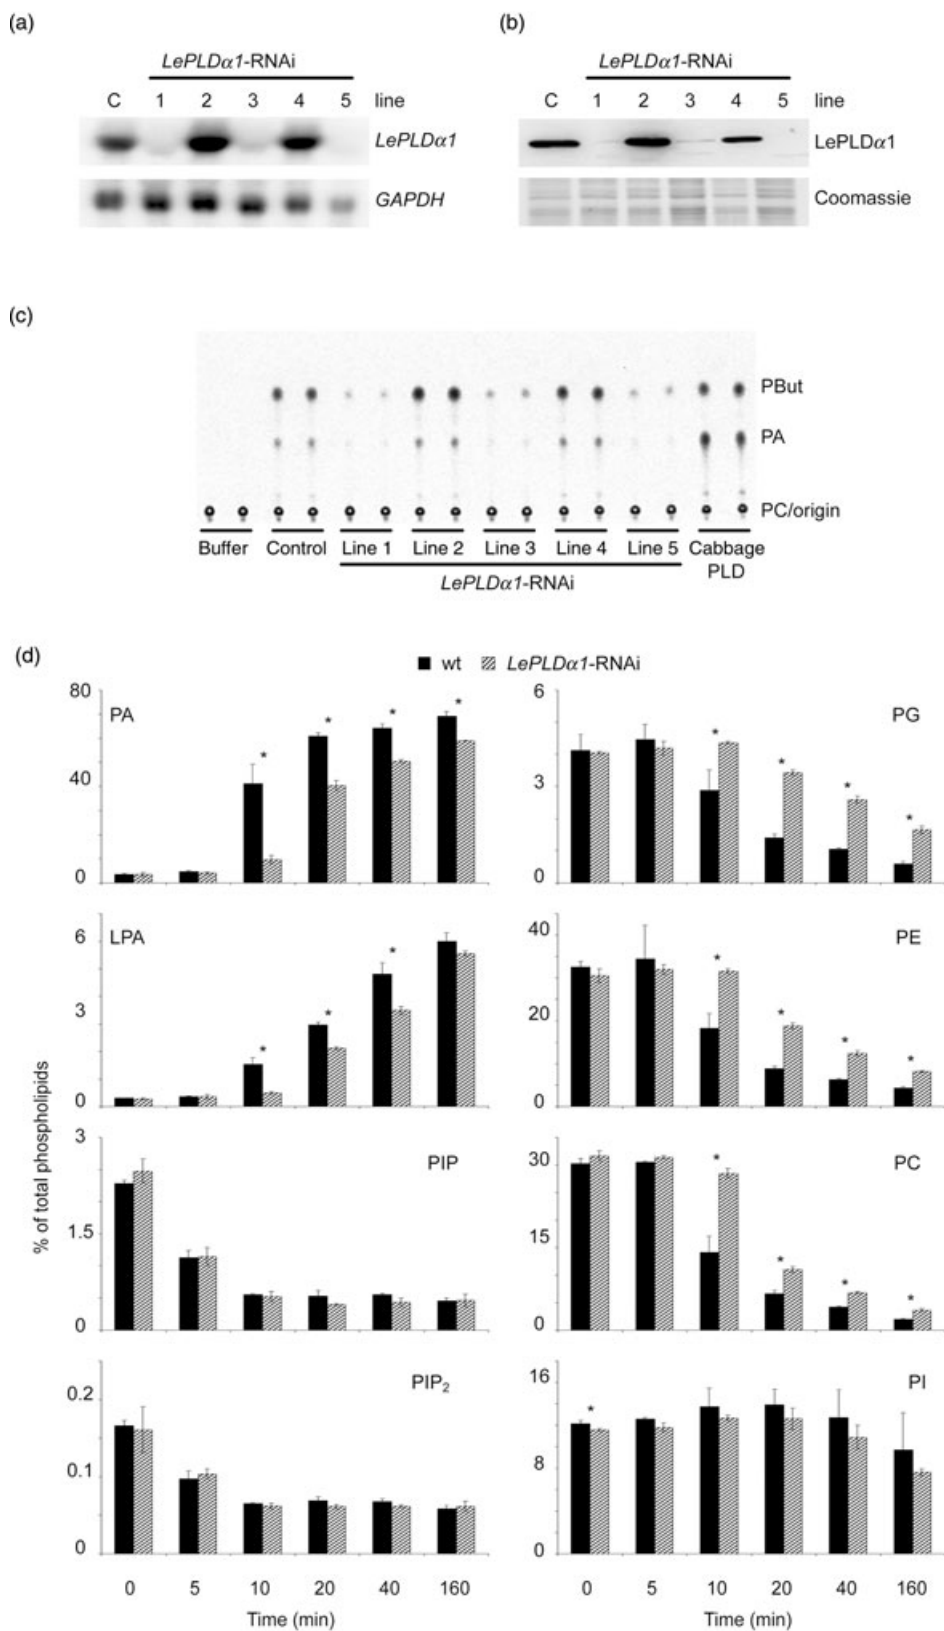 (a)
LePLDα1-RNAi
C 1 2 3 4 5 line
LePLDα1
GAPDH
(b)
LePLDα1-RNAi
C 1 2 3 4 5 line
LePLDα1
Coomassie
(c)
PBut
PA
PC/origin
Buffer Control Line 1 Line 2 Line 3 Line 4 Line 5 Cabbage PLD
LePLDα1-RNAi
(d)
wt LePLDα1-RNAi
% of total phospholipids
PA
80
40
0
LPA
6
3
0
PIP
3
1.5
0
PIP2
0.2
0.1
0
0 5 10 20 40 160
Time (min)
PG
6
3
0
PE
40
20
0
PC
30
15
0
PI
16
12
8
0
0 5 10 20 40 160
Time (min)